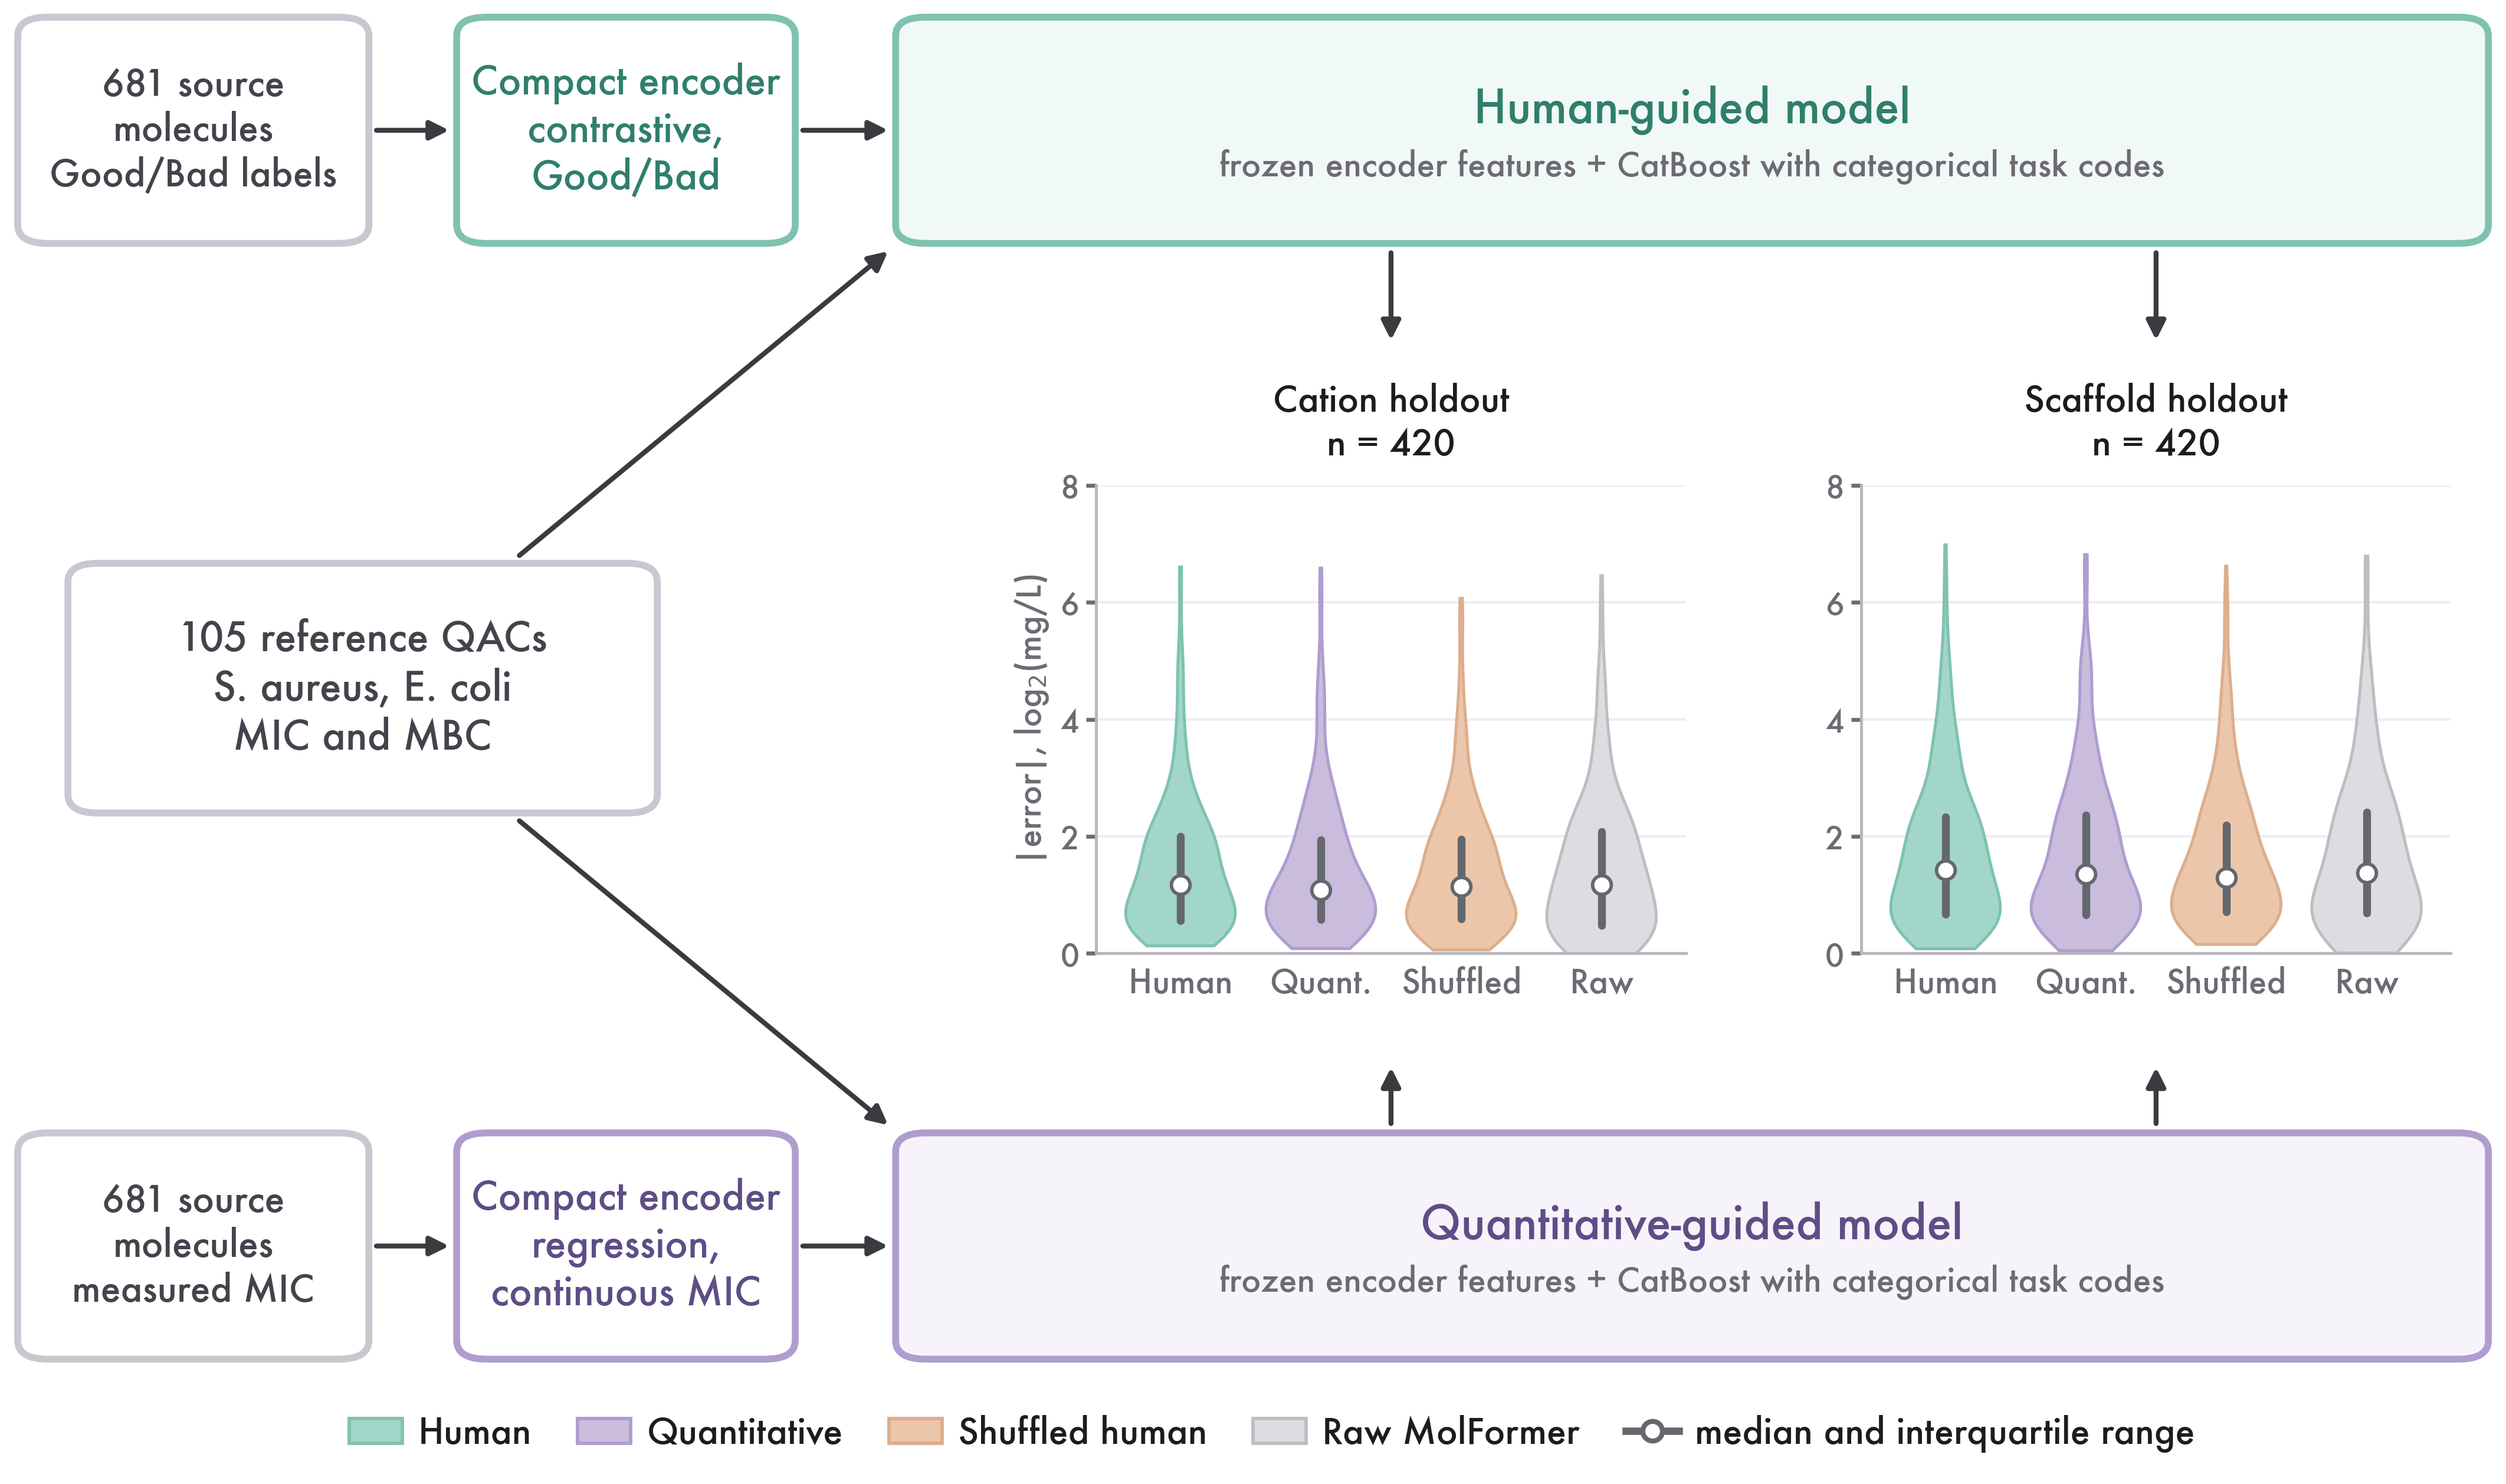 681 source
molecules
Good/Bad labels
Compact encoder
contrastive,
Good/Bad
Human-guided model
frozen encoder features + CatBoost with categorical task codes
105 reference QACs
S. aureus, E. coli
MIC and MBC
Cation holdout
n = 420
|error|, log₂(mg/L)
8
6
4
2
0
Human Quant. Shuffled Raw
Scaffold holdout
n = 420
8
6
4
2
0
Human Quant. Shuffled Raw
681 source
molecules
measured MIC
Compact encoder
regression,
continuous MIC
Quantitative-guided model
frozen encoder features + CatBoost with categorical task codes
Human Quantitative Shuffled human Raw MolFormer median and interquartile range